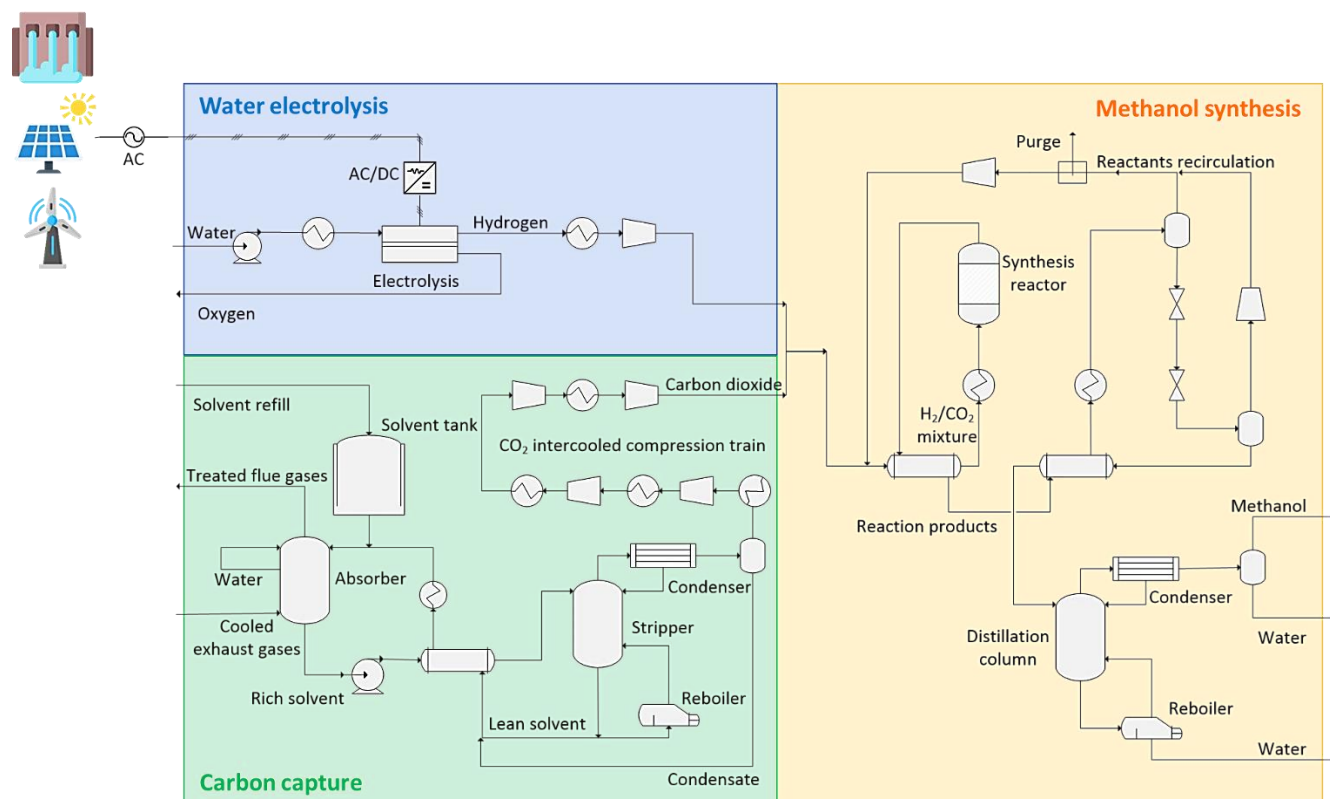 Water electrolysis
Methanol synthesis
AC
AC/DC
Water
Hydrogen
Electrolysis
Oxygen
Purge
Reactants recirculation
Synthesis
reactor
H₂/CO₂
mixture
Reaction products
Solvent refill
Solvent tank
Carbon dioxide
CO₂ intercooled compression train
Treated flue gases
Water
Absorber
Cooled
exhaust gases
Rich solvent
Condenser
Stripper
Reboiler
Lean solvent
Condensate
Carbon capture
Methanol
Condenser
Water
Distillation
column
Reboiler
Water